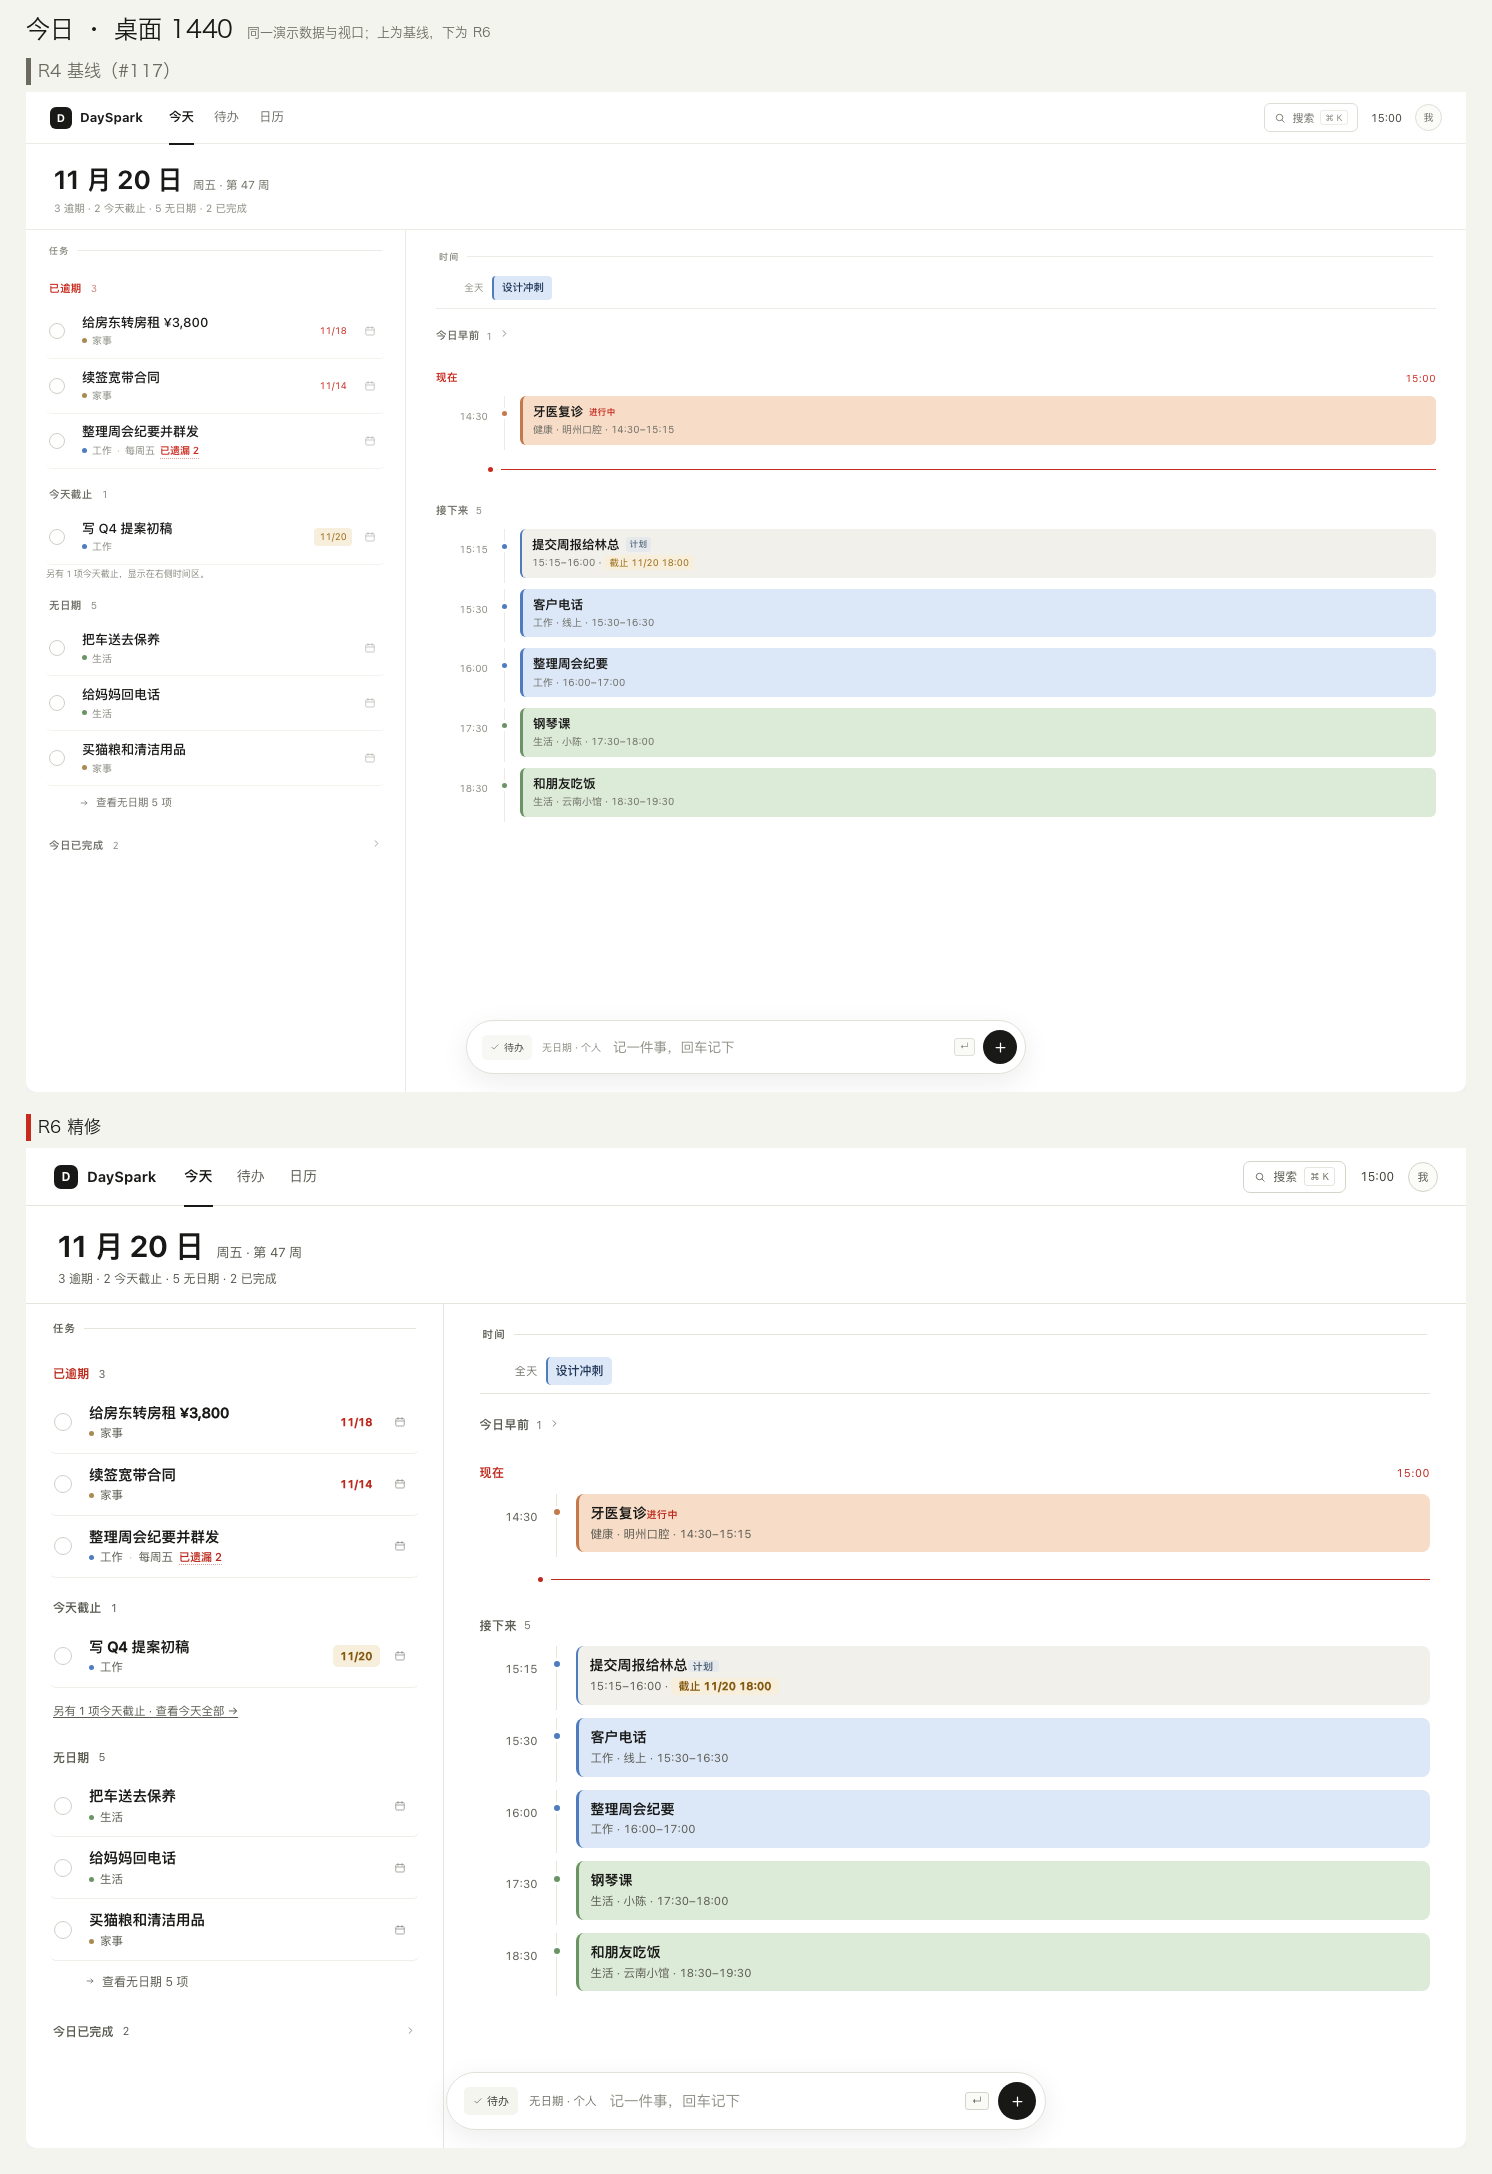 今日 · 桌面 1440 同一演示数据与视口；上为基线，下为 R6
R4 基线（#117）
D DaySpark 今天 待办 日历 搜索 ⌘ K 15:00 我
11 月 20 日 周五 · 第 47 周
3 逾期 · 2 今天截止 · 5 无日期 · 2 已完成
任务
已逾期 3
给房东转房租 ¥3,800 11/18
家事
续签宽带合同 11/14
家事
整理周会纪要并群发
工作 · 每周五 已遗漏 2
今天截止 1
写 Q4 提案初稿 11/20
工作
另有 1 项今天截止，显示在右侧时间区。
无日期 5
把车送去保养
生活
给妈妈回电话
生活
买猫粮和清洁用品
家事
→ 查看无日期 5 项
今日已完成 2
时间
全天 设计冲刺
今日早前 1
现在 15:00
14:30 牙医复诊 进行中
健康 · 明州口腔 · 14:30–15:15
接下来 5
15:15 提交周报给林总 计划
15:15–16:00 · 截止 11/20 18:00
15:30 客户电话
工作 · 线上 · 15:30–16:30
16:00 整理周会纪要
工作 · 16:00–17:00
17:30 钢琴课
生活 · 小陈 · 17:30–18:00
18:30 和朋友吃饭
生活 · 云南小馆 · 18:30–19:30
待办 无日期 · 个人 记一件事，回车记下
R6 精修
D DaySpark 今天 待办 日历 搜索 ⌘ K 15:00 我
11 月 20 日 周五 · 第 47 周
3 逾期 · 2 今天截止 · 5 无日期 · 2 已完成
任务
已逾期 3
给房东转房租 ¥3,800 11/18
家事
续签宽带合同 11/14
家事
整理周会纪要并群发
工作 · 每周五 已遗漏 2
今天截止 1
写 Q4 提案初稿 11/20
工作
另有 1 项今天截止 · 查看今天全部 →
无日期 5
把车送去保养
生活
给妈妈回电话
生活
买猫粮和清洁用品
家事
→ 查看无日期 5 项
今日已完成 2
时间
全天 设计冲刺
今日早前 1
现在 15:00
14:30 牙医复诊进行中
健康 · 明州口腔 · 14:30–15:15
接下来 5
15:15 提交周报给林总 计划
15:15–16:00 · 截止 11/20 18:00
15:30 客户电话
工作 · 线上 · 15:30–16:30
16:00 整理周会纪要
工作 · 16:00–17:00
17:30 钢琴课
生活 · 小陈 · 17:30–18:00
18:30 和朋友吃饭
生活 · 云南小馆 · 18:30–19:30
待办 无日期 · 个人 记一件事，回车记下